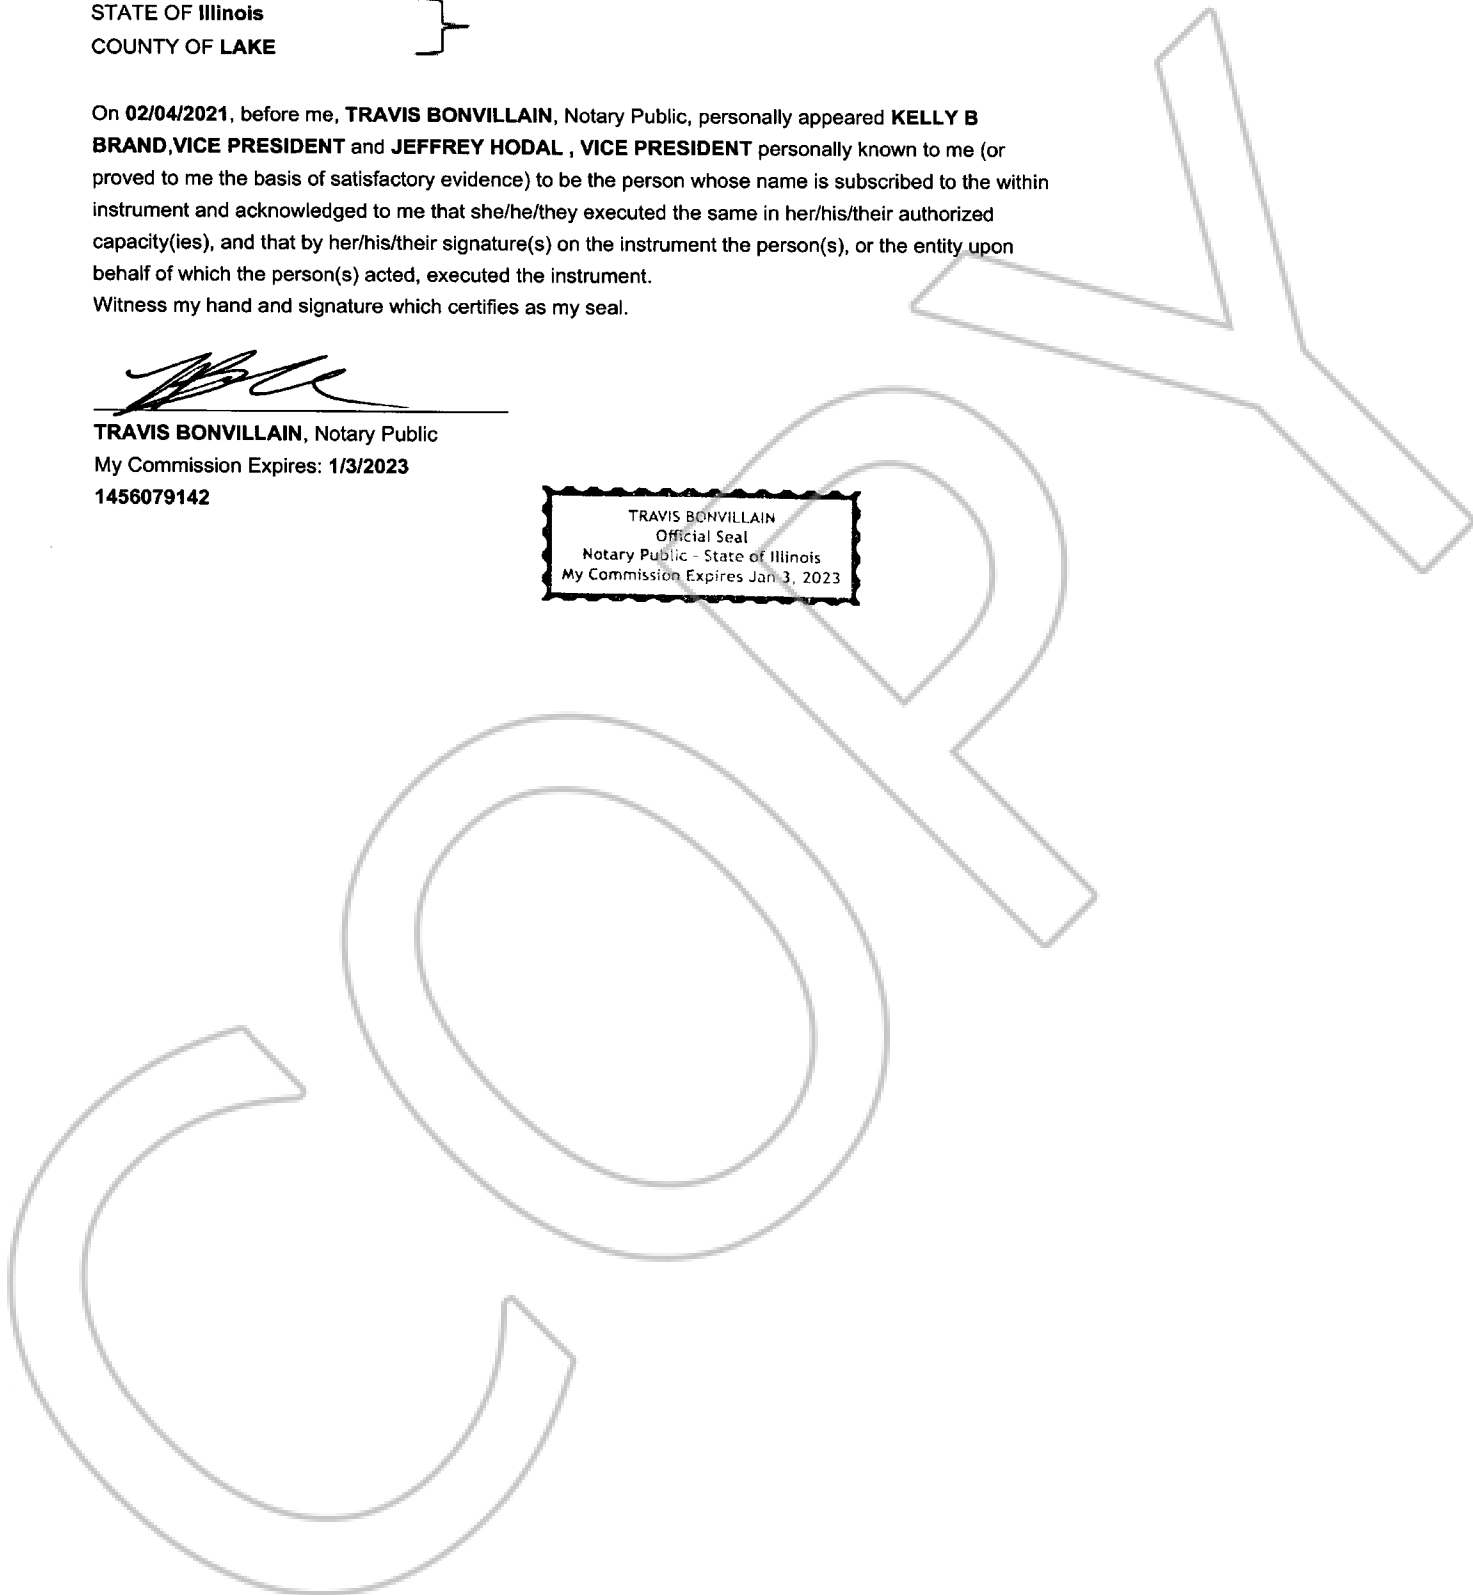 STATE OF Illinois
COUNTY OF LAKE
On 02/04/2021, before me, TRAVIS BONVILLAIN, Notary Public, personally appeared KELLY B
BRAND,VICE PRESIDENT and JEFFREY HODAL , VICE PRESIDENT personally known to me (or
proved to me the basis of satisfactory evidence) to be the person whose name is subscribed to the within
instrument and acknowledged to me that she/he/they executed the same in her/his/their authorized
capacity(ies), and that by her/his/their signature(s) on the instrument the person(s), or the entity upon
behalf of which the person(s) acted, executed the instrument.
Witness my hand and signature which certifies as my seal.
TRAVIS BONVILLAIN, Notary Public
My Commission Expires: 1/3/2023
1456079142
TRAVIS BONVILLAIN
Official Seal
Notary Public - State of Illinois
My Commission Expires Jan 3, 2023
COPY